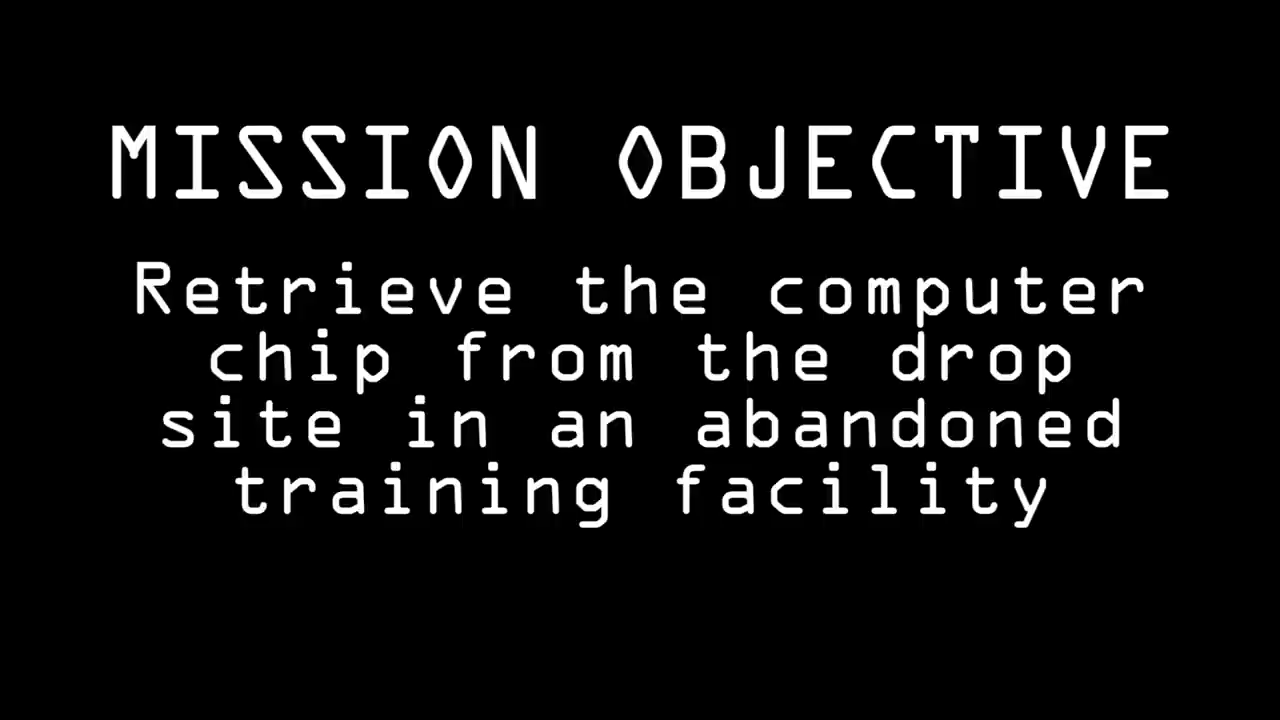 MISSION OBJECTIVE
Retrieve the computer
chip from the drop
site in an abandoned
training facility